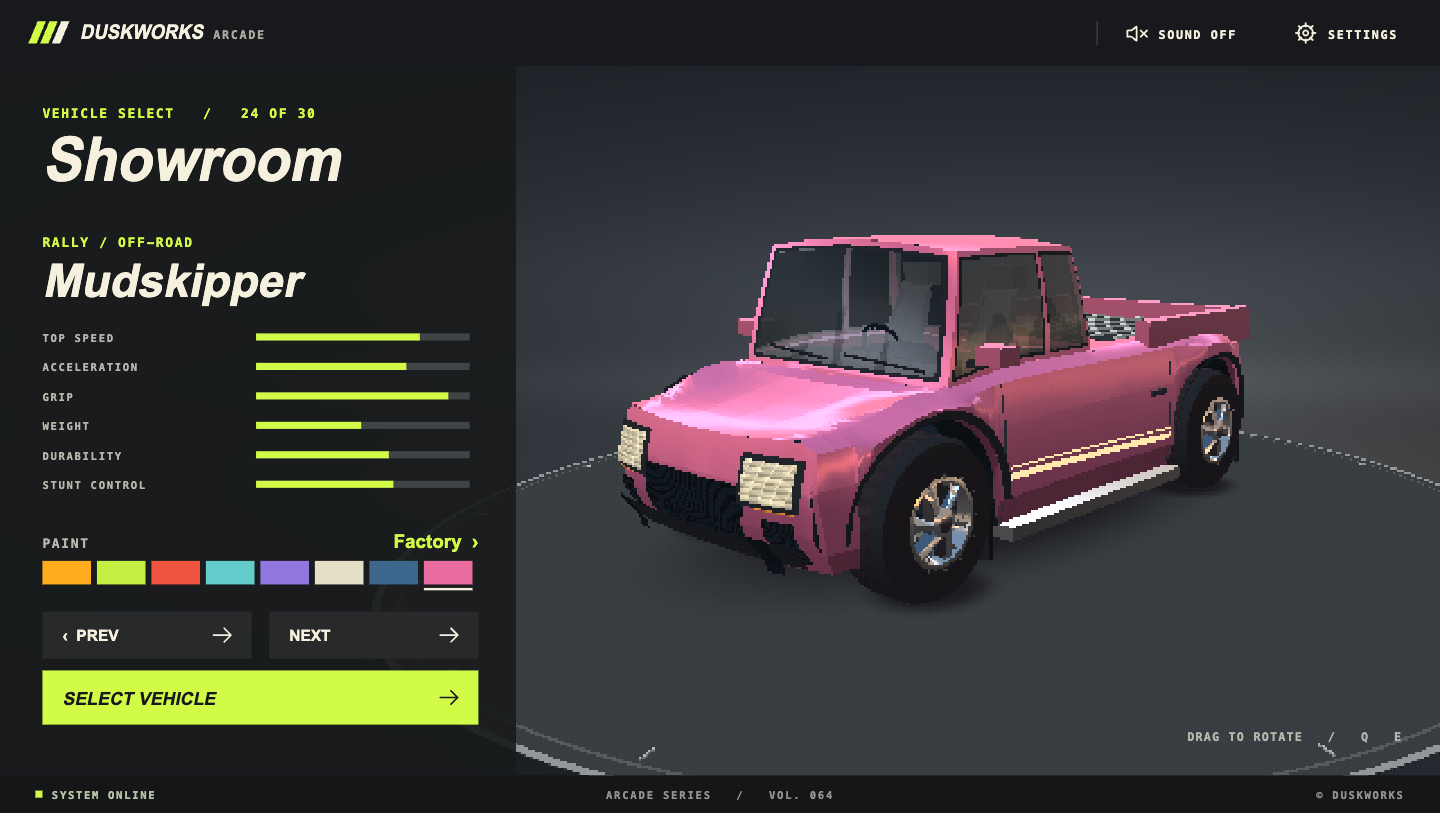 DUSKWORKS ARCADE
SOUND OFF
SETTINGS
VEHICLE SELECT / 24 OF 30
Showroom
RALLY / OFF-ROAD
Mudskipper
TOP SPEED
ACCELERATION
GRIP
WEIGHT
DURABILITY
STUNT CONTROL
PAINT
Factory ›
‹ PREV
NEXT
SELECT VEHICLE
DRAG TO ROTATE / Q E
SYSTEM ONLINE
ARCADE SERIES / VOL. 064
© DUSKWORKS